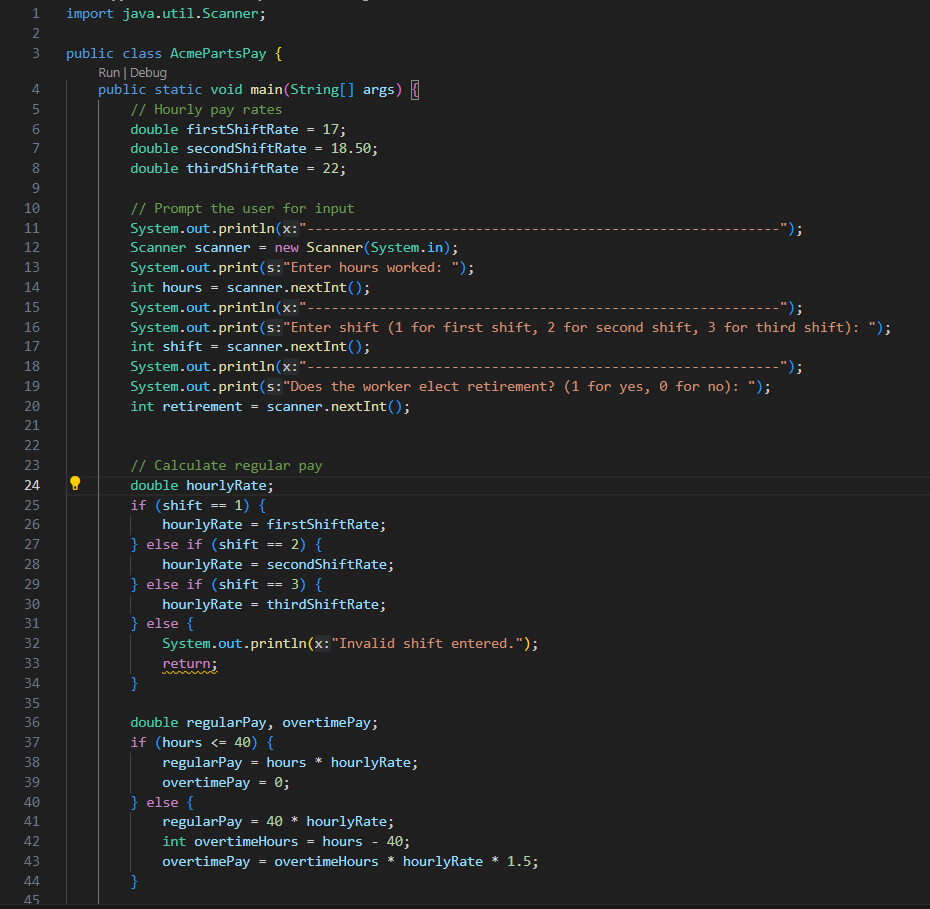 1 import java.util.Scanner;
2
3 public class AcmePartsPay {
Run | Debug
4 public static void main(String[] args) {
5 // Hourly pay rates
6 double firstShiftRate = 17;
7 double secondShiftRate = 18.50;
8 double thirdShiftRate = 22;
9
10 // Prompt the user for input
11 System.out.println(x:"-----------------------------------------------------------");
12 Scanner scanner = new Scanner(System.in);
13 System.out.print(s:"Enter hours worked: ");
14 int hours = scanner.nextInt();
15 System.out.println(x:"-----------------------------------------------------------");
16 System.out.print(s:"Enter shift (1 for first shift, 2 for second shift, 3 for third shift): ");
17 int shift = scanner.nextInt();
18 System.out.println(x:"-----------------------------------------------------------");
19 System.out.print(s:"Does the worker elect retirement? (1 for yes, 0 for no): ");
20 int retirement = scanner.nextInt();
21
22
23 // Calculate regular pay
24 double hourlyRate;
25 if (shift == 1) {
26 hourlyRate = firstShiftRate;
27 } else if (shift == 2) {
28 hourlyRate = secondShiftRate;
29 } else if (shift == 3) {
30 hourlyRate = thirdShiftRate;
31 } else {
32 System.out.println(x:"Invalid shift entered.");
33 return;
34 }
35
36 double regularPay, overtimePay;
37 if (hours <= 40) {
38 regularPay = hours * hourlyRate;
39 overtimePay = 0;
40 } else {
41 regularPay = 40 * hourlyRate;
42 int overtimeHours = hours - 40;
43 overtimePay = overtimeHours * hourlyRate * 1.5;
44 }
45